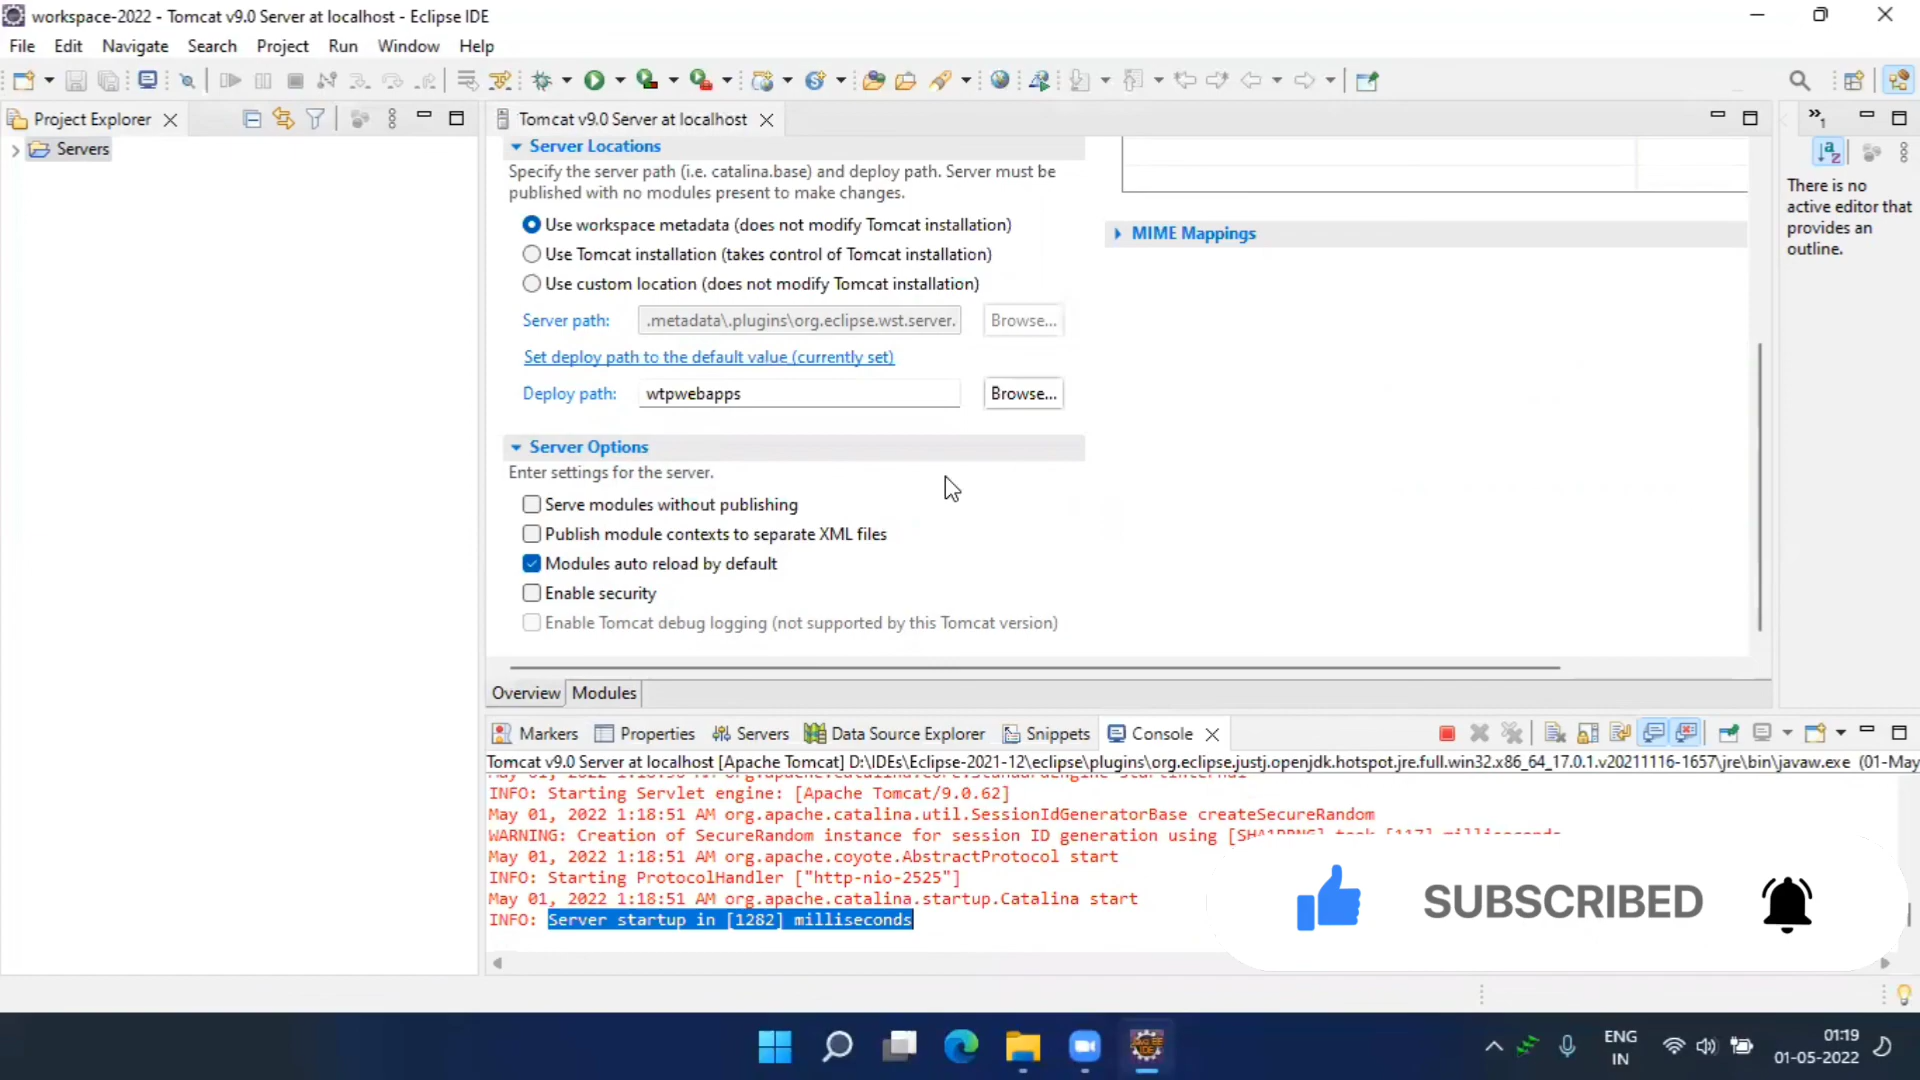 workspace-2022 - Tomcat v9.0 Server at localhost - Eclipse IDE
File Edit Navigate Search Project Run Window Help
Project Explorer
Tomcat v9.0 Server at localhost
Servers
Server Locations
Specify the server path (i.e. catalina.base) and deploy path. Server must be
published with no modules present to make changes.
Use workspace metadata (does not modify Tomcat installation)
Use Tomcat installation (takes control of Tomcat installation)
Use custom location (does not modify Tomcat installation)
Server path: .metadata\.plugins\org.eclipse.wst.server. Browse...
Set deploy path to the default value (currently set)
Deploy path: wtpwebapps Browse...
Server Options
Enter settings for the server.
Serve modules without publishing
Publish module contexts to separate XML files
Modules auto reload by default
Enable security
Enable Tomcat debug logging (not supported by this Tomcat version)
MIME Mappings
There is no
active editor that
provides an
outline.
Overview Modules
Markers Properties Servers Data Source Explorer Snippets Console
Tomcat v9.0 Server at localhost [Apache Tomcat] D:\IDEs\Eclipse-2021-12\eclipse\plugins\org.eclipse.justj.openjdk.hotspot.jre.full.win32.x86_64_17.0.1.v20211116-1657\jre\bin\javaw.exe (01-May
INFO: Starting Servlet engine: [Apache Tomcat/9.0.62]
May 01, 2022 1:18:51 AM org.apache.catalina.util.SessionIdGeneratorBase createSecureRandom
WARNING: Creation of SecureRandom instance for session ID generation using
May 01, 2022 1:18:51 AM org.apache.coyote.AbstractProtocol start
INFO: Starting ProtocolHandler ["http-nio-2525"]
May 01, 2022 1:18:51 AM org.apache.catalina.startup.Catalina start
INFO: Server startup in [1282] milliseconds
SUBSCRIBED
ENG
IN
01:19
01-05-2022